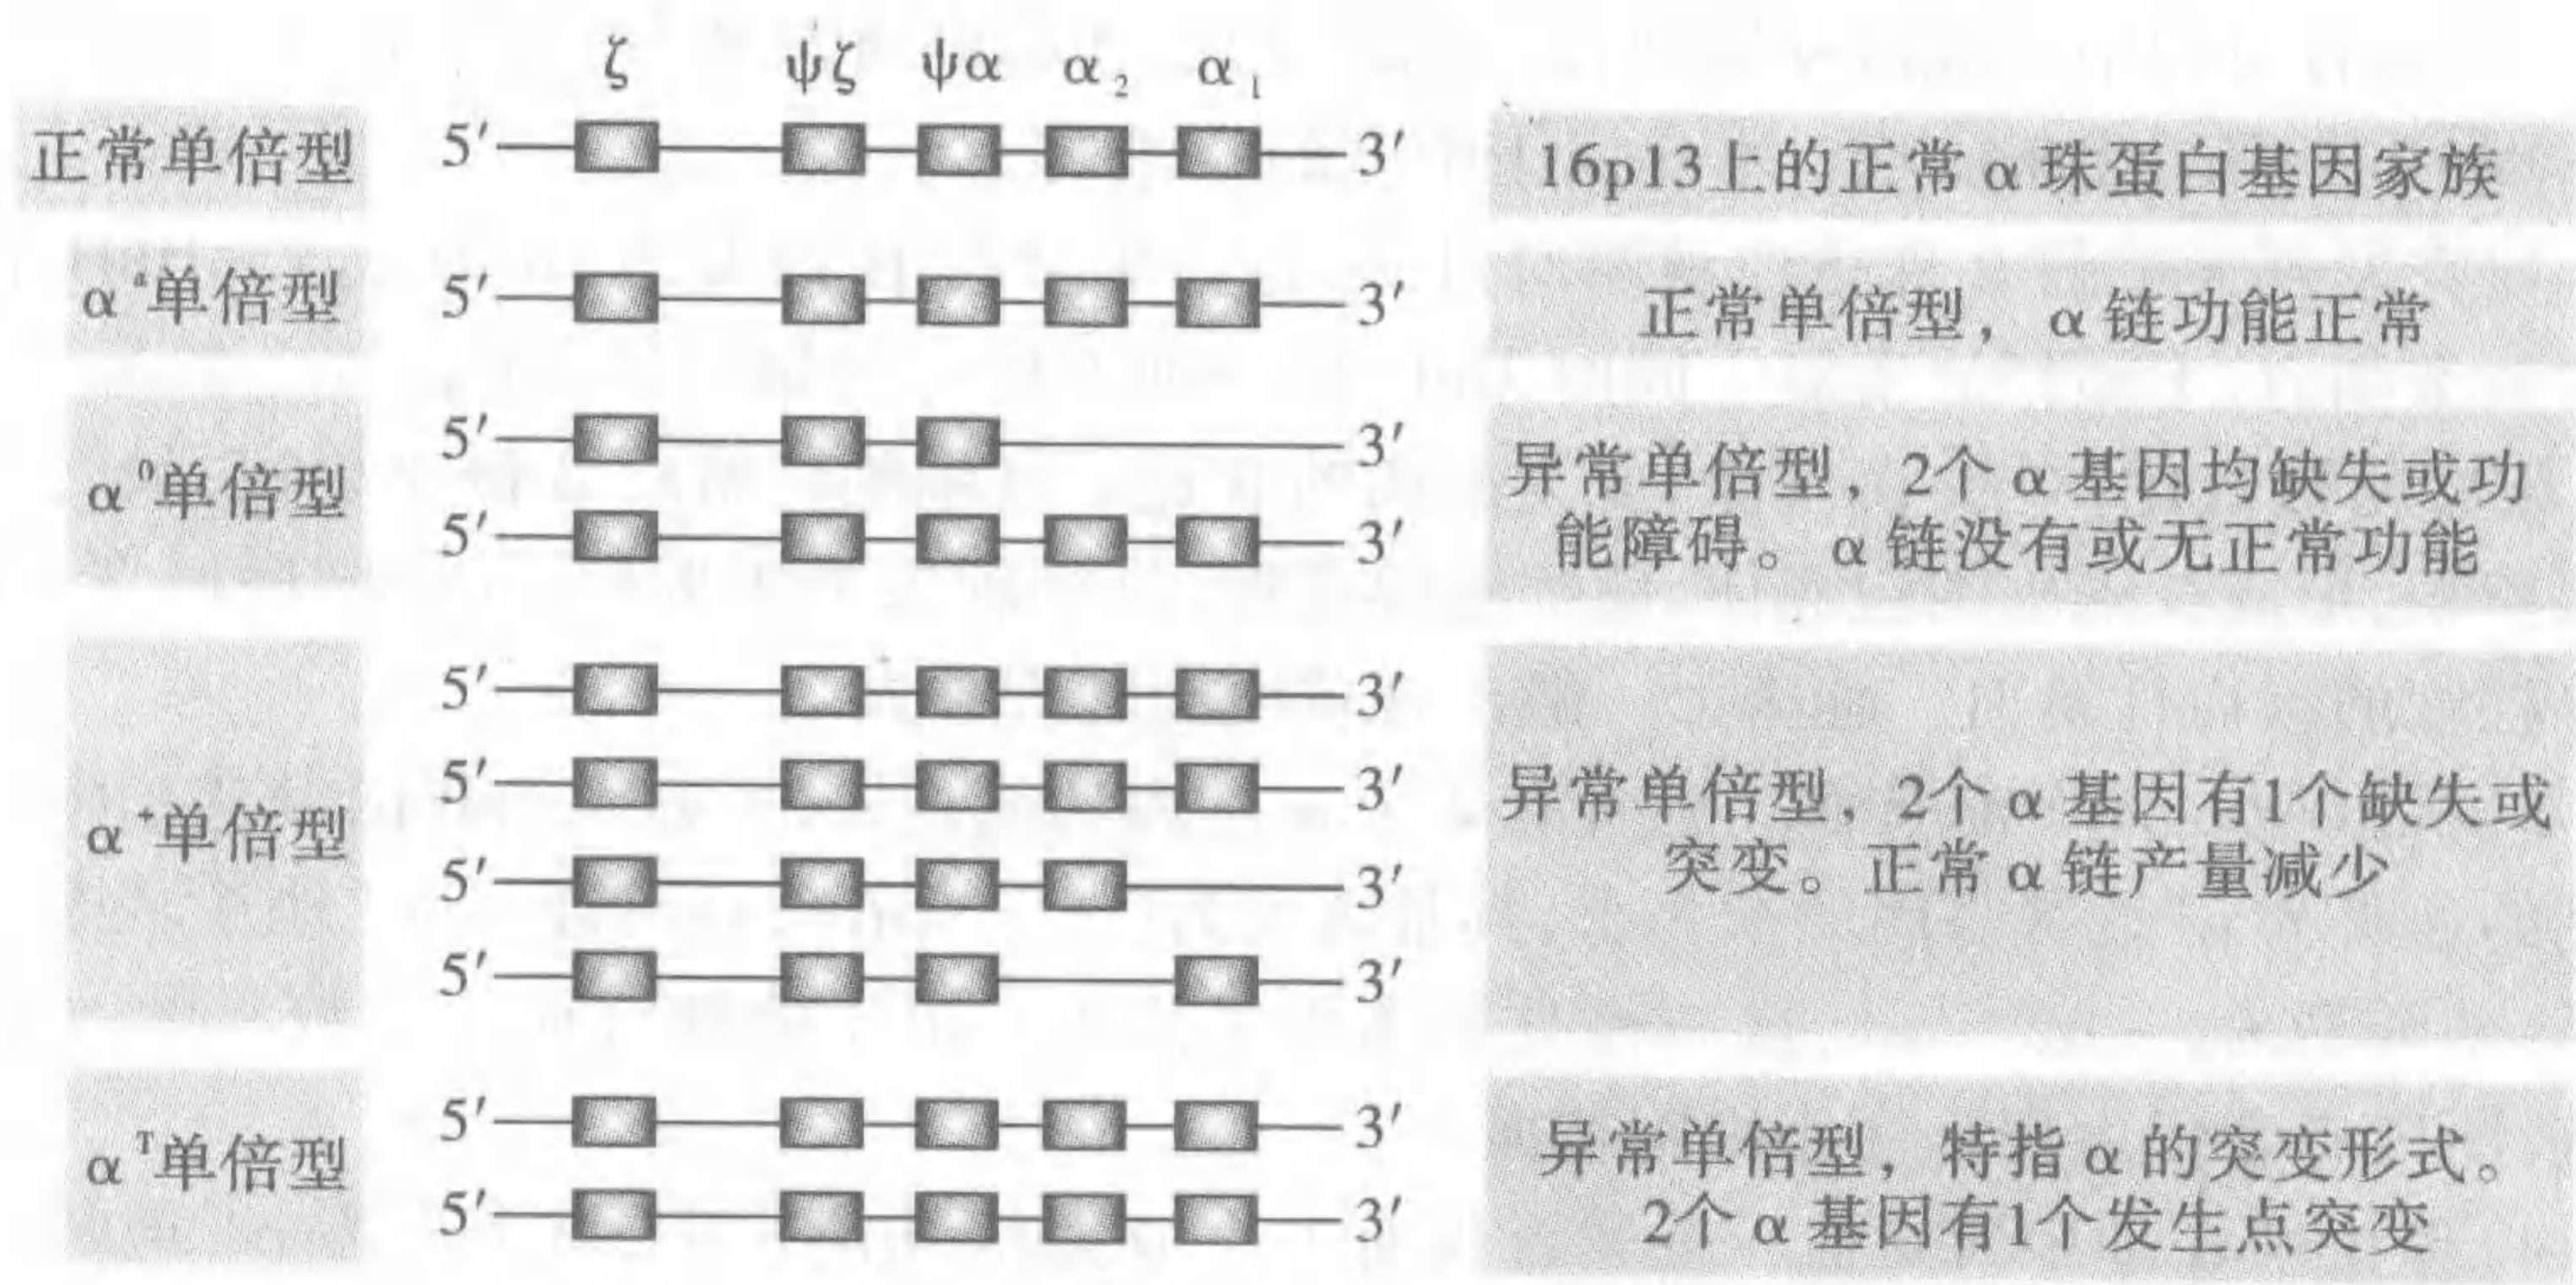 ζ ψζ ψα α₂ α₁
正常单倍型 5′ 3′ 16p13上的正常α珠蛋白基因家族
αᵃ单倍型 5′ 3′ 正常单倍型，α链功能正常
α⁰单倍型
5′ 3′
5′ 3′
异常单倍型，2个α基因均缺失或功
能障碍。α链没有或无正常功能
α⁺单倍型
5′ 3′
5′ 3′
5′ 3′
5′ 3′
异常单倍型，2个α基因有1个缺失或
突变。正常α链产量减少
αᵀ单倍型
5′ 3′
5′ 3′
异常单倍型，特指α的突变形式。
2个α基因有1个发生点突变